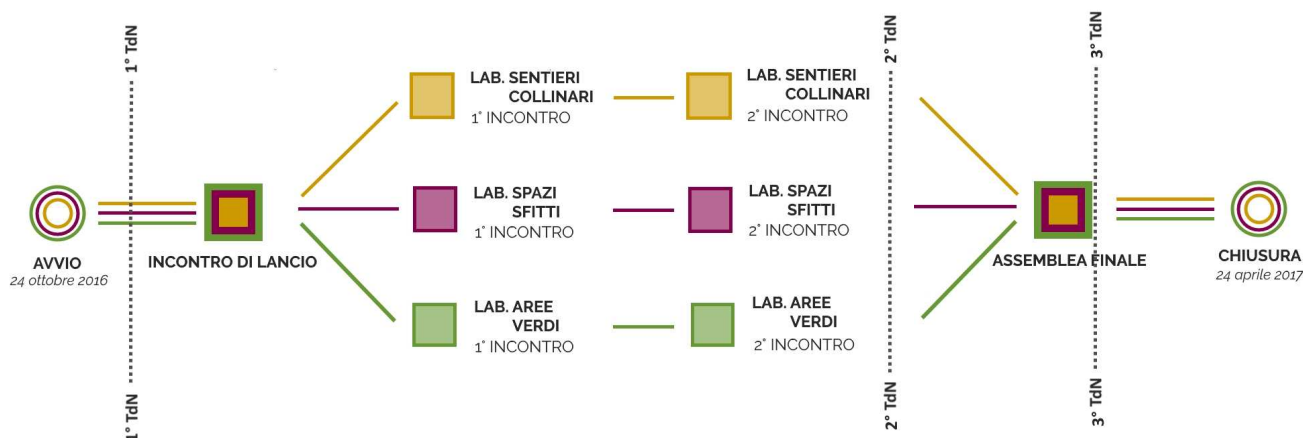 1° TdN
2° TdN
3° TdN
LAB. SENTIERI
COLLINARI
1° INCONTRO
LAB. SENTIERI
COLLINARI
2° INCONTRO
LAB. SPAZI
SFITTI
1° INCONTRO
LAB. SPAZI
SFITTI
2° INCONTRO
AVVIO
24 ottobre 2016
INCONTRO DI LANCIO
ASSEMBLEA FINALE
CHIUSURA
24 aprile 2017
LAB. AREE
VERDI
1° INCONTRO
LAB. AREE
VERDI
2° INCONTRO
1° TdN
2° TdN
3° TdN